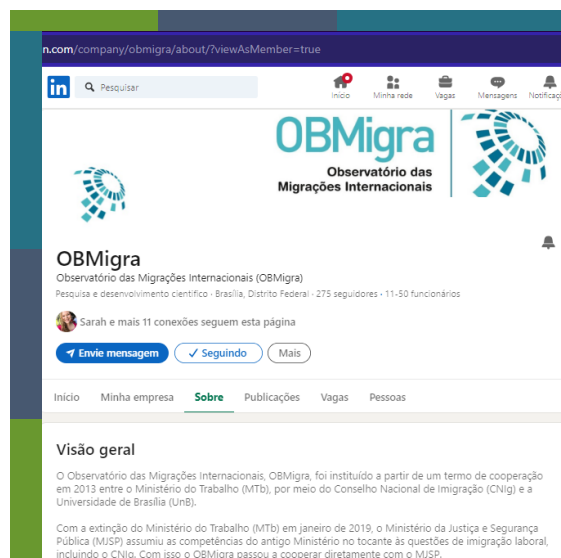 n.com/company/obmigra/about/?viewAsMember=true
in
Pesquisar
Início
Minha rede
Vagas
Mensagens
Notificaç
OBMigra
Observatório das
Migrações Internacionais
OBMigra
Observatório das Migrações Internacionais (OBMigra)
Pesquisa e desenvolvimento científico · Brasília, Distrito Federal · 275 seguidores · 11-50 funcionários
Sarah e mais 11 conexões seguem esta página
Envie mensagem
Seguindo
Mais
Início Minha empresa Sobre Publicações Vagas Pessoas
Visão geral
O Observatório das Migrações Internacionais, OBMigra, foi instituído a partir de um termo de cooperação
em 2013 entre o Ministério do Trabalho (MTb), por meio do Conselho Nacional de Imigração (CNIg) e a
Universidade de Brasília (UnB).
Com a extinção do Ministério do Trabalho (MTb) em janeiro de 2019, o Ministério da Justiça e Segurança
Pública (MJSP) assumiu as competências do antigo Ministério no tocante às questões de imigração laboral,
incluindo o CNIg. Com isso o OBMigra passou a cooperar diretamente com o MJSP.